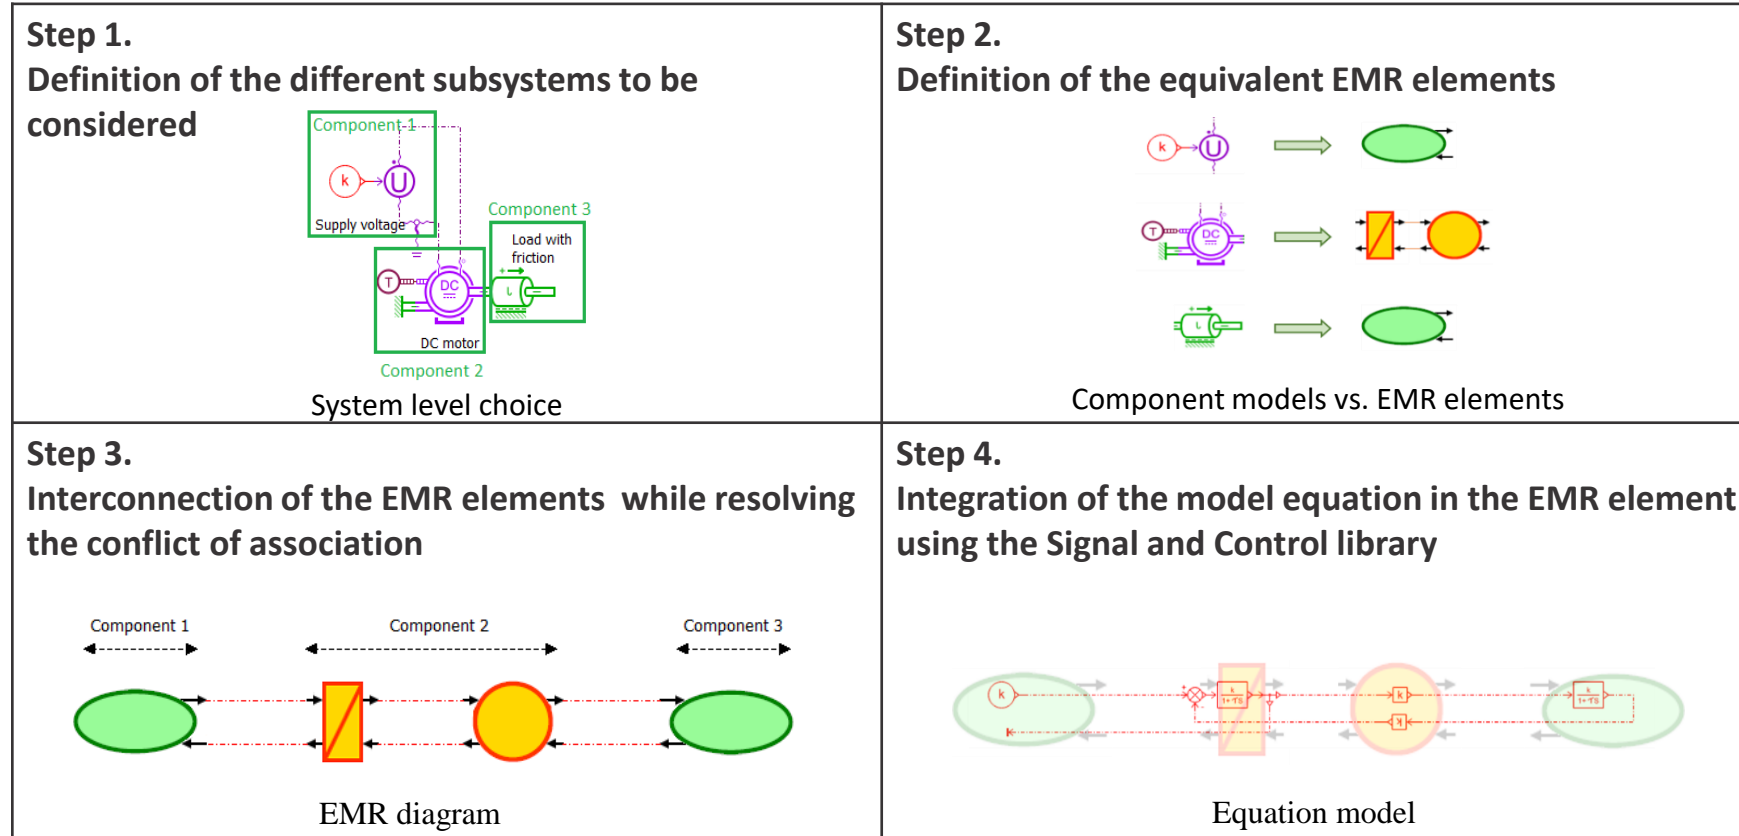 Step 1.
Definition of the different subsystems to be
considered
Component 1
k
U
Supply voltage
Component 3
Load with
friction
T
DC
DC motor
Component 2
System level choice
Step 2.
Definition of the equivalent EMR elements
k
U
T
DC
Component models vs. EMR elements
Step 3.
Interconnection of the EMR elements while resolving
the conflict of association
Component 1
Component 2
Component 3
EMR diagram
Step 4.
Integration of the model equation in the EMR element
using the Signal and Control library
k
k
k
k
Equation model